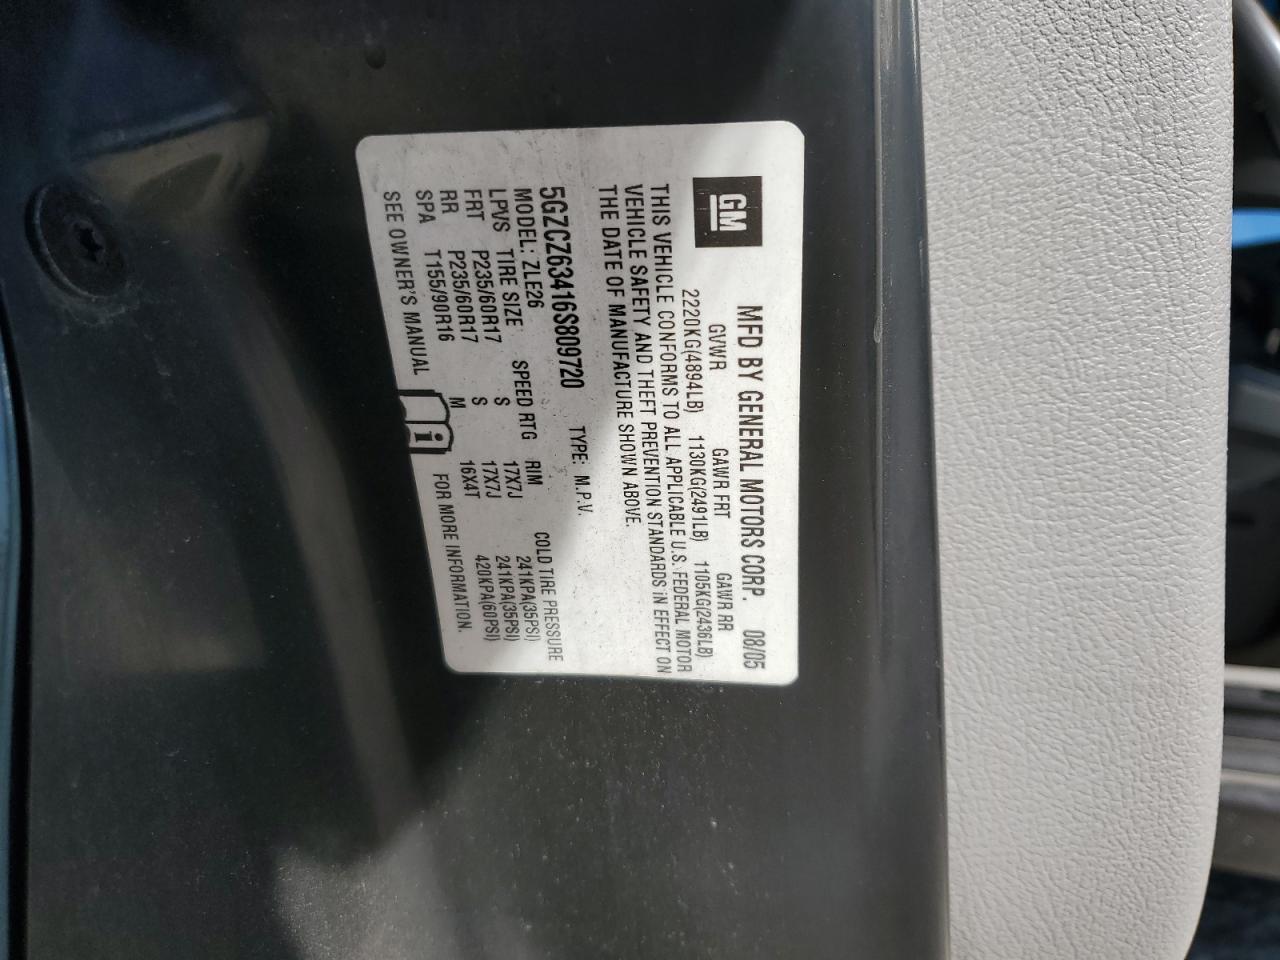 GM
MFD BY GENERAL MOTORS CORP. 08/05
GVWR GAWR FRT GAWR RR
2220KG(4894LB) 1130KG(2491LB) 1105KG(2436LB)
THIS VEHICLE CONFORMS TO ALL APPLICABLE U.S. FEDERAL MOTOR
VEHICLE SAFETY AND THEFT PREVENTION STANDARDS IN EFFECT ON
THE DATE OF MANUFACTURE SHOWN ABOVE.
5GZCZ63416S809720 TYPE: M.P.V.
MODEL: ZLE26
LPVS TIRE SIZE SPEED RTG RIM COLD TIRE PRESSURE
FRT P235/60R17 S 17X7J 241KPA(35PSI)
RR P235/60R17 S 17X7J 241KPA(35PSI)
SPA T155/90R16 M 16X4T 420KPA(60PSI)
SEE OWNER'S MANUAL i FOR MORE INFORMATION.